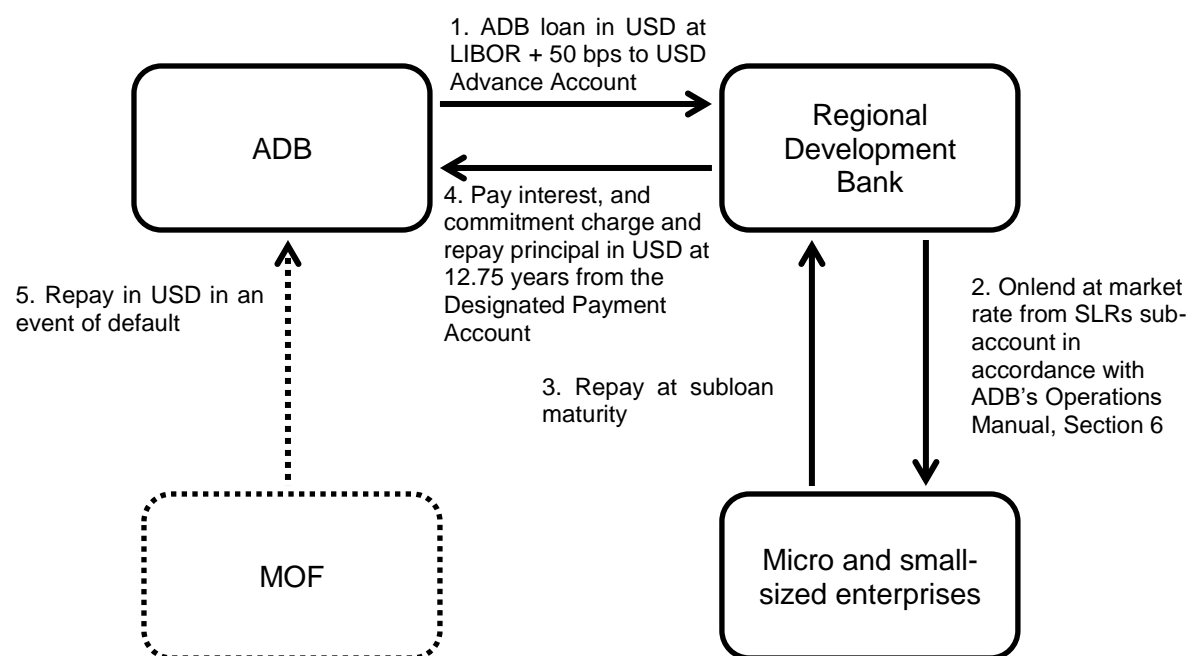 1. ADB loan in USD at
LIBOR + 50 bps to USD
Advance Account
ADB
Regional
Development
Bank
4. Pay interest, and
commitment charge and
repay principal in USD at
12.75 years from the
Designated Payment
Account
5. Repay in USD in an
event of default
2. Onlend at market
rate from SLRs sub-
account in
accordance with
ADB's Operations
Manual, Section 6
3. Repay at subloan
maturity
MOF
Micro and small-
sized enterprises